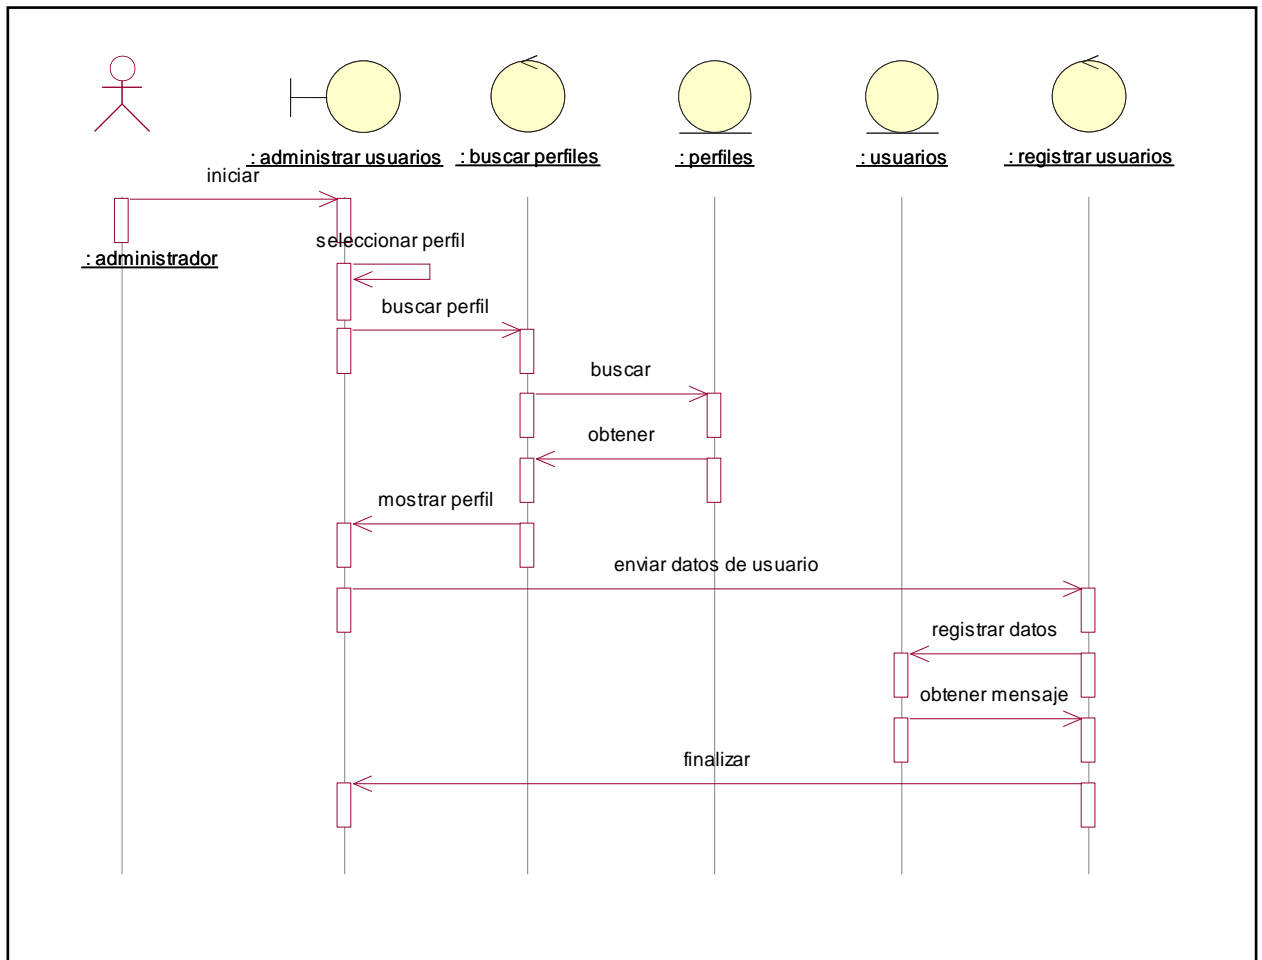 : administrar usuarios
: buscar perfiles
: perfiles
: usuarios
: registrar usuarios
iniciar
seleccionar perfil
: administrador
buscar perfil
buscar
obtener
mostrar perfil
enviar datos de usuario
registrar datos
obtener mensaje
finalizar